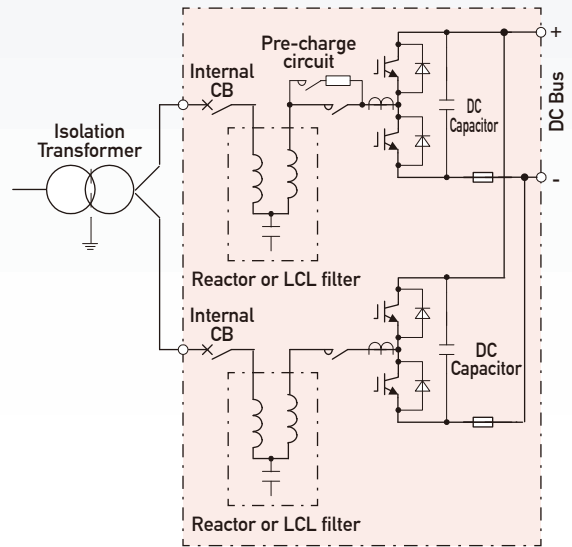 Pre-charge
circuit
+
Internal
CB
DC Bus
Isolation
Transformer
DC
Capacitor
-
Reactor or LCL filter
Internal
CB
DC
Capacitor
Reactor or LCL filter